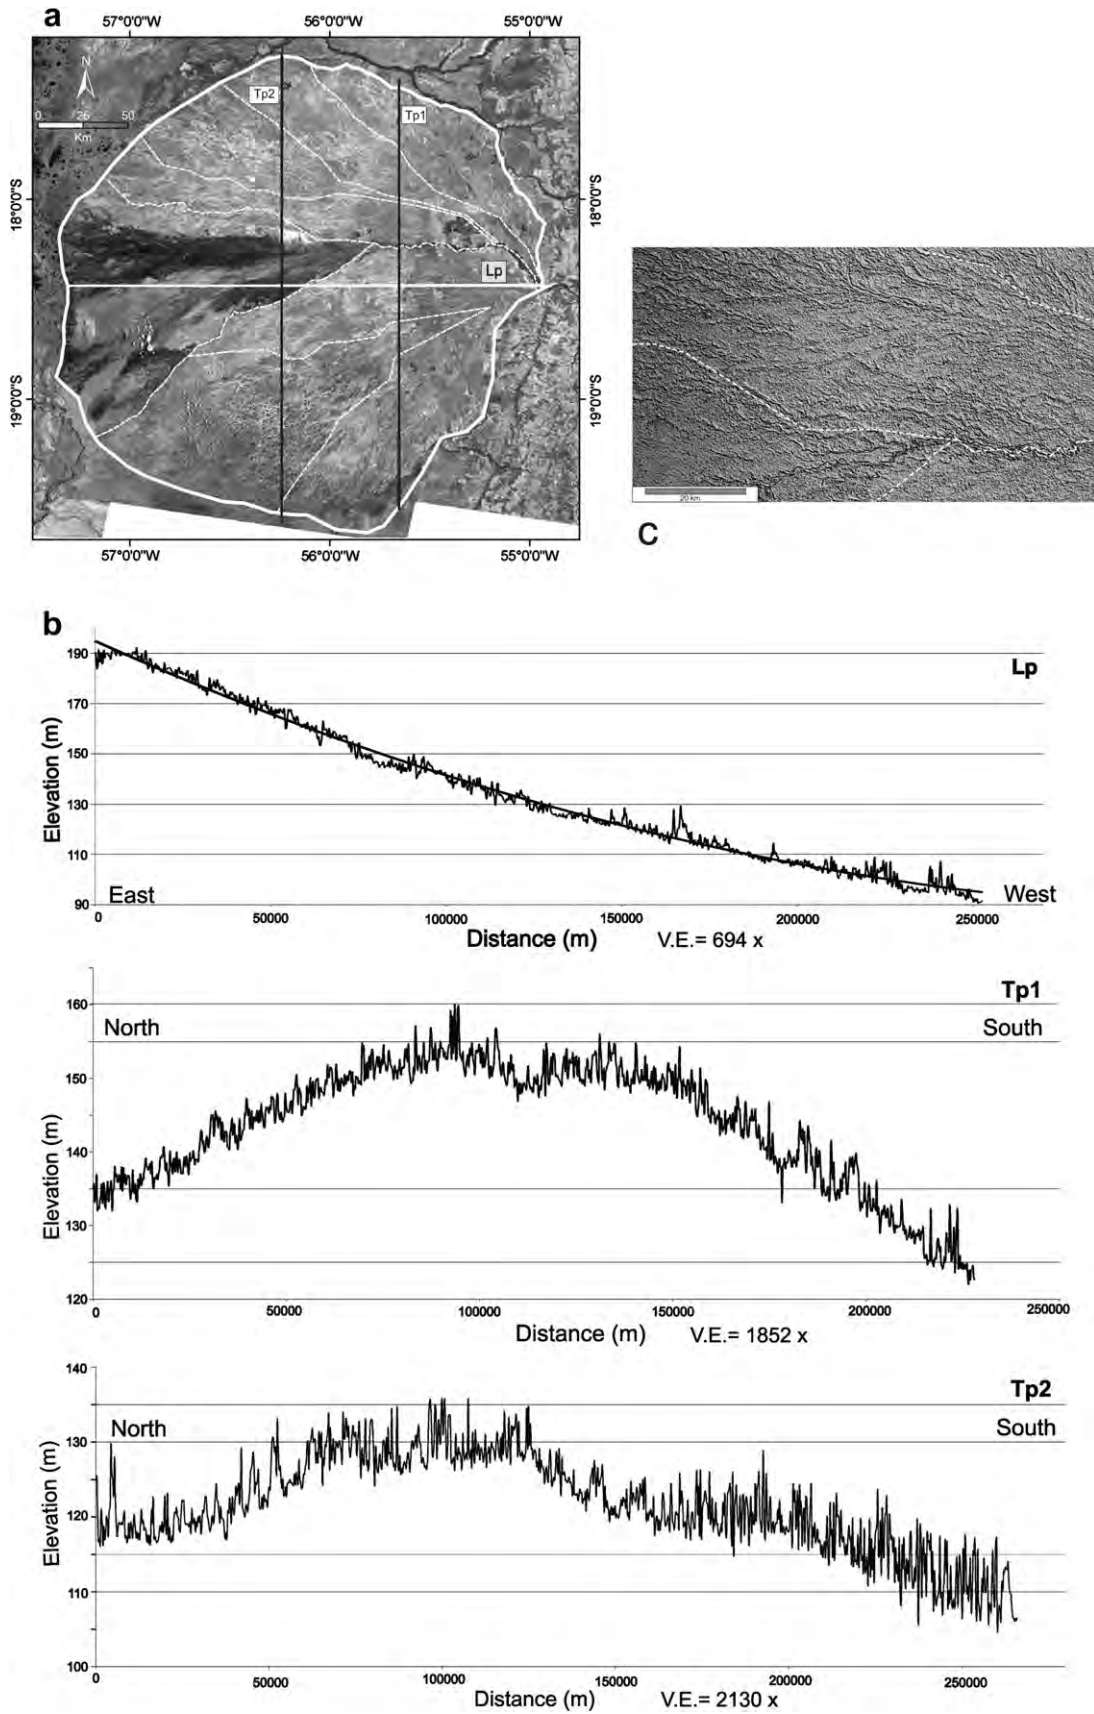 a
57°0'0"W 56°0'0"W 55°0'0"W
N
0 25 50
Km
Tp2
Tp1
Lp
18°0'0"S 18°0'0"S
19°0'0"S 19°0'0"S
57°0'0"W 56°0'0"W 55°0'0"W
20 km
C
b
Lp
190
170
150
130
110
90
Elevation (m)
East West
0 50000 100000 150000 200000 250000
Distance (m) V.E.= 694 x
Tp1
North South
160
150
140
130
120
Elevation (m)
0 50000 100000 150000 200000 250000
Distance (m) V.E.= 1852 x
Tp2
North South
140
130
120
110
100
Elevation (m)
0 50000 100000 150000 200000 250000
Distance (m) V.E.= 2130 x